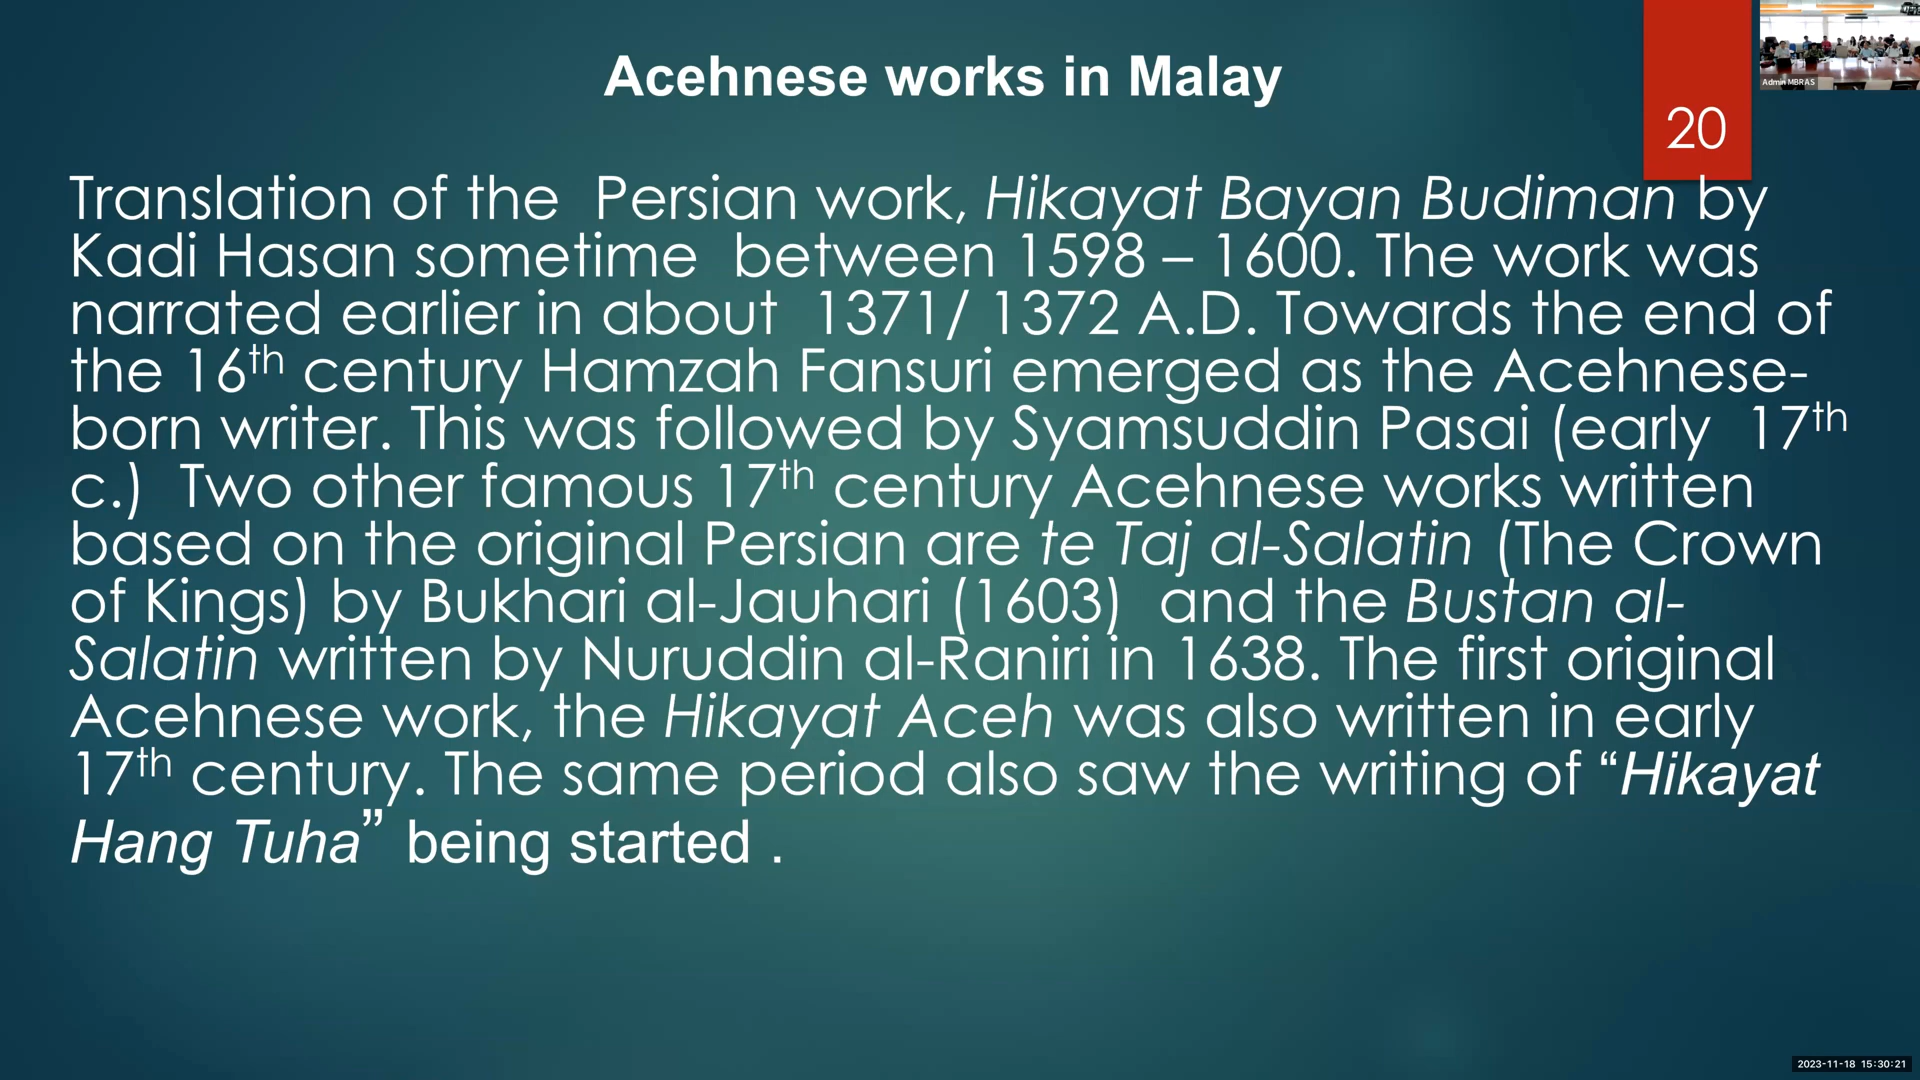 Acehnese works in Malay
Admin MBRAS
20
Translation of the Persian work, Hikayat Bayan Budiman by
Kadi Hasan sometime between 1598 – 1600. The work was
narrated earlier in about 1371/ 1372 A.D. Towards the end of
the 16th century Hamzah Fansuri emerged as the Acehnese-
born writer. This was followed by Syamsuddin Pasai (early 17th
c.) Two other famous 17th century Acehnese works written
based on the original Persian are te Taj al-Salatin (The Crown
of Kings) by Bukhari al-Jauhari (1603) and the Bustan al-
Salatin written by Nuruddin al-Raniri in 1638. The first original
Acehnese work, the Hikayat Aceh was also written in early
17th century. The same period also saw the writing of “Hikayat
Hang Tuha” being started .
2023-11-18 15:30:21